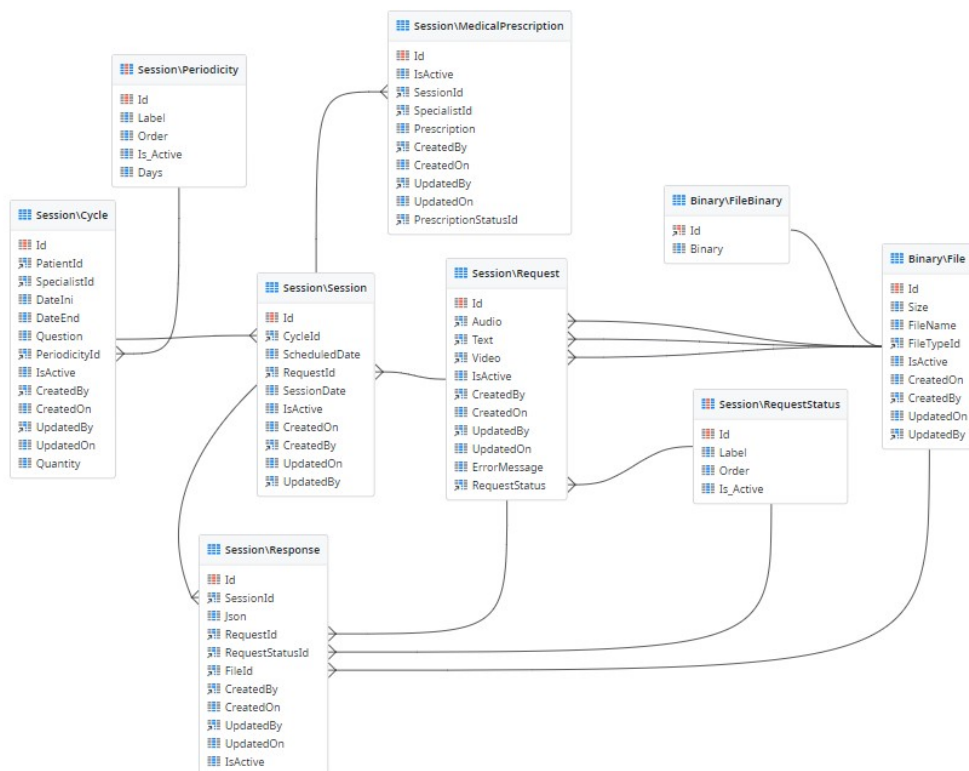 Session\MedicalPrescription
Id
IsActive
SessionId
SpecialistId
Prescription
CreatedBy
CreatedOn
UpdatedBy
UpdatedOn
PrescriptionStatusId
Session\Periodicity
Id
Label
Order
Is_Active
Days
Session\Cycle
Id
PatientId
SpecialistId
DateIni
DateEnd
Question
PeriodicityId
IsActive
CreatedBy
CreatedOn
UpdatedBy
UpdatedOn
Quantity
Session\Session
Id
CycleId
ScheduledDate
RequestId
SessionDate
IsActive
CreatedOn
CreatedBy
UpdatedOn
UpdatedBy
Session\Request
Id
Audio
Text
Video
IsActive
CreatedBy
CreatedOn
UpdatedBy
UpdatedOn
ErrorMessage
RequestStatus
Binary\FileBinary
Id
Binary
Binary\File
Id
Size
FileName
FileTypeId
IsActive
CreatedOn
CreatedBy
UpdatedOn
UpdatedBy
Session\RequestStatus
Id
Label
Order
Is_Active
Session\Response
Id
SessionId
Json
RequestId
RequestStatusId
FileId
CreatedBy
CreatedOn
UpdatedBy
UpdatedOn
IsActive